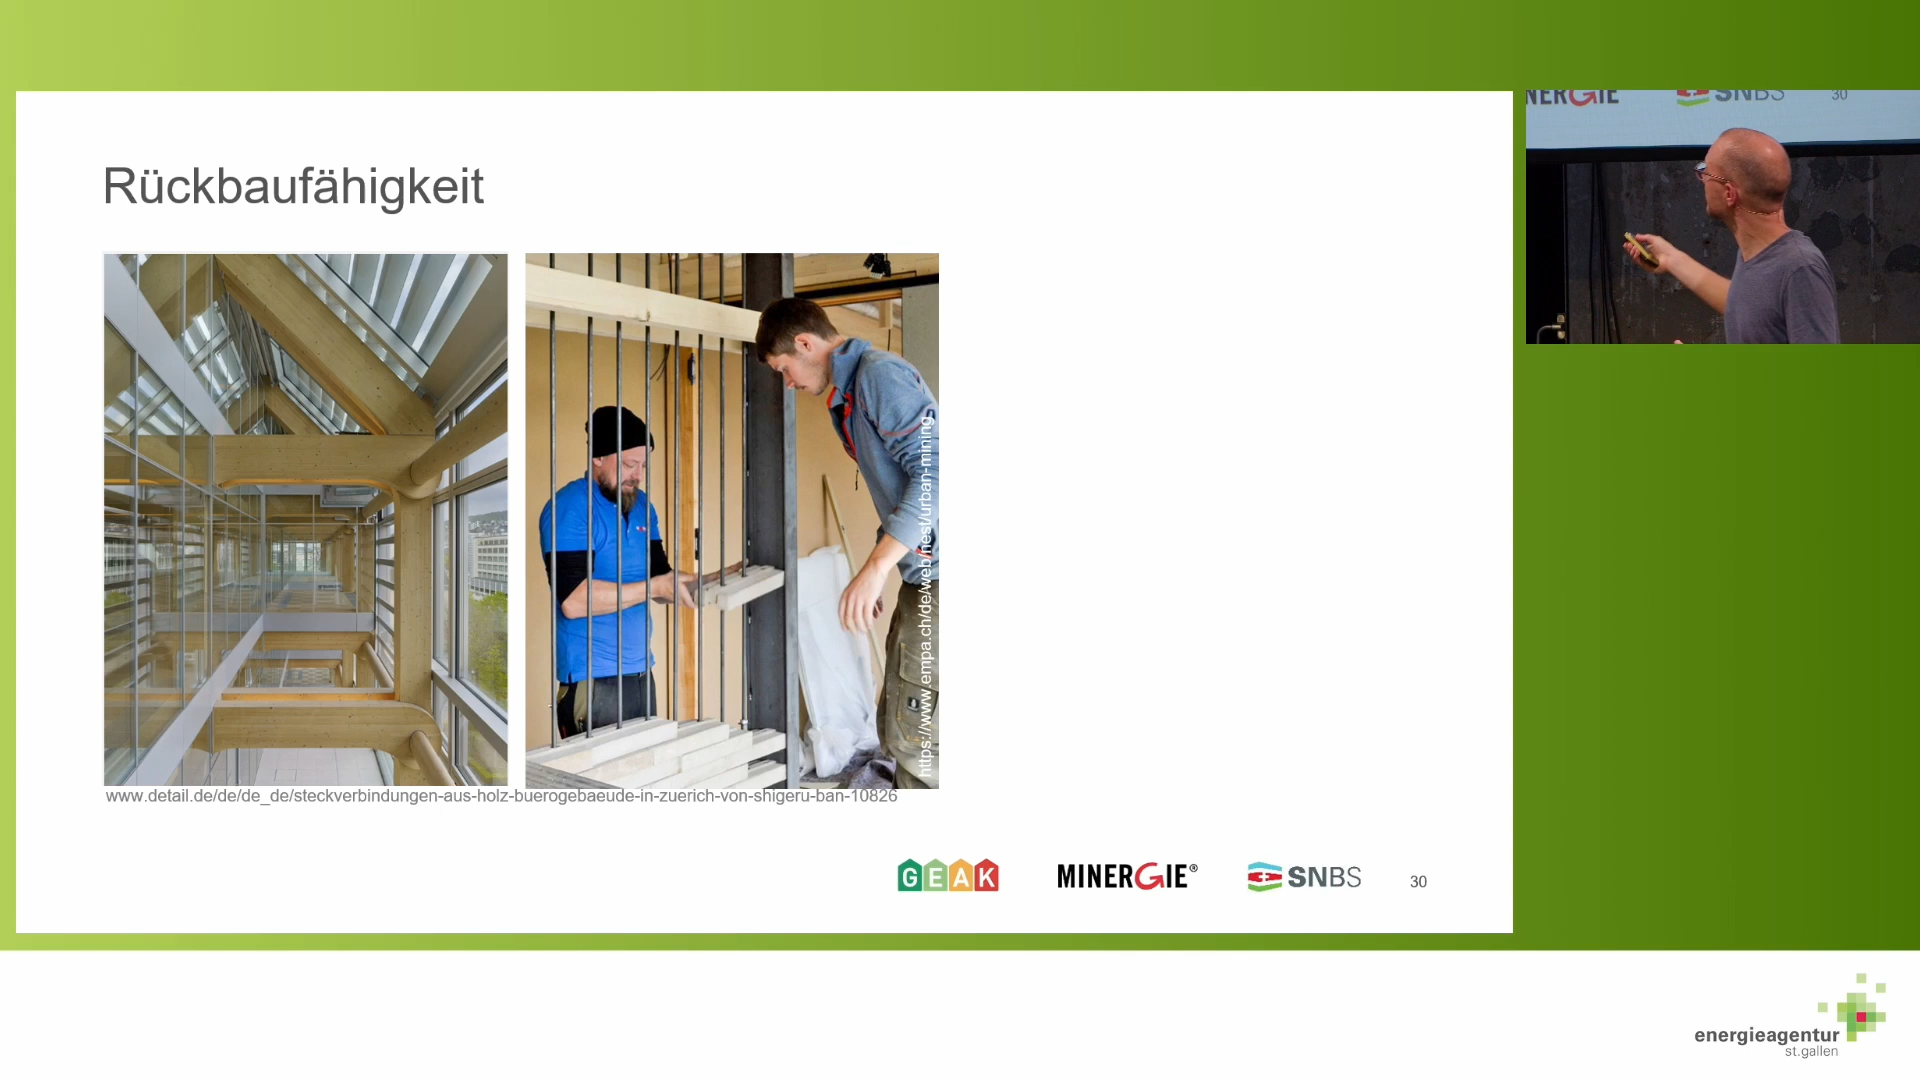 NERGIE SNBS 30
Rückbaufähigkeit
https://www.empa.ch/de/web/nest/urban-mining
www.detail.de/de/de_de/steckverbindungen-aus-holz-buerogebaeude-in-zuerich-von-shigeru-ban-10826
GEAK MINERGIE® SNBS 30
energieagentur
st.gallen